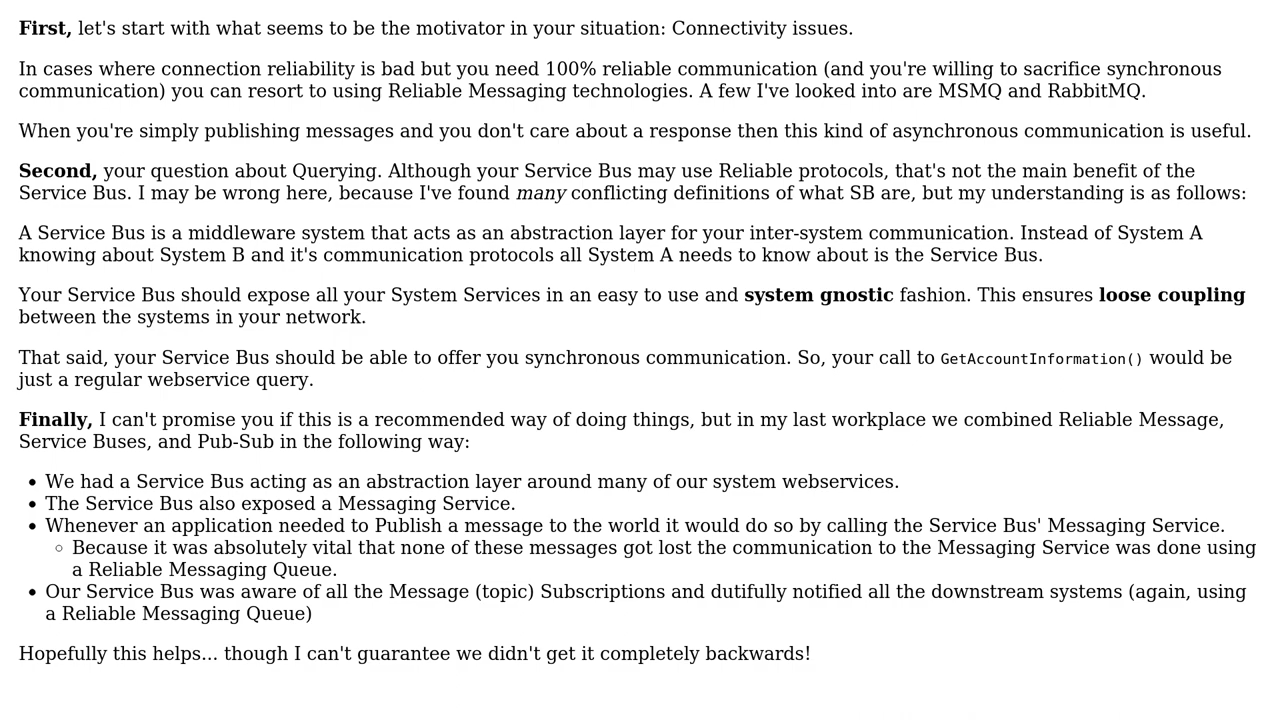 First, let's start with what seems to be the motivator in your situation: Connectivity issues.
In cases where connection reliability is bad but you need 100% reliable communication (and you're willing to sacrifice synchronous
communication) you can resort to using Reliable Messaging technologies. A few I've looked into are MSMQ and RabbitMQ.
When you're simply publishing messages and you don't care about a response then this kind of asynchronous communication is useful.
Second, your question about Querying. Although your Service Bus may use Reliable protocols, that's not the main benefit of the
Service Bus. I may be wrong here, because I've found many conflicting definitions of what SB are, but my understanding is as follows:
A Service Bus is a middleware system that acts as an abstraction layer for your inter-system communication. Instead of System A
knowing about System B and it's communication protocols all System A needs to know about is the Service Bus.
Your Service Bus should expose all your System Services in an easy to use and system gnostic fashion. This ensures loose coupling
between the systems in your network.
That said, your Service Bus should be able to offer you synchronous communication. So, your call to GetAccountInformation() would be
just a regular webservice query.
Finally, I can't promise you if this is a recommended way of doing things, but in my last workplace we combined Reliable Message,
Service Buses, and Pub-Sub in the following way:
• We had a Service Bus acting as an abstraction layer around many of our system webservices.
• The Service Bus also exposed a Messaging Service.
• Whenever an application needed to Publish a message to the world it would do so by calling the Service Bus' Messaging Service.
◦ Because it was absolutely vital that none of these messages got lost the communication to the Messaging Service was done using
a Reliable Messaging Queue.
• Our Service Bus was aware of all the Message (topic) Subscriptions and dutifully notified all the downstream systems (again, using
a Reliable Messaging Queue)
Hopefully this helps... though I can't guarantee we didn't get it completely backwards!